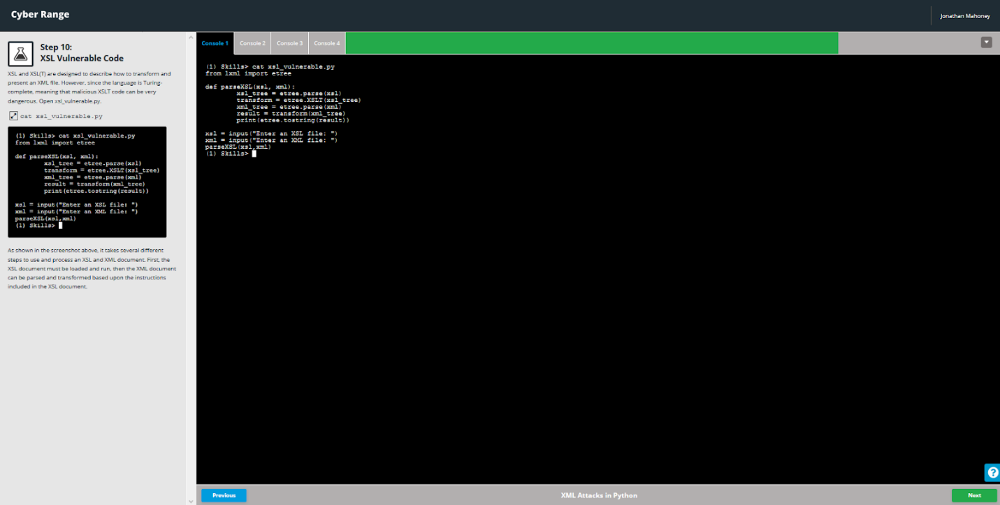 Cyber Range
Jonathan Mahoney
Step 10:
XSL Vulnerable Code
XSL and XSL(T) are designed to describe how to transform and
present an XML file. However, since the language is Turing-
complete, meaning that malicious XSLT code can be very
dangerous. Open xsl_vulnerable.py.
cat xsl_vulnerable.py
(1) Skills> cat xsl_vulnerable.py
from lxml import etree
def parseXSL(xsl, xml):
xsl_tree = etree.parse(xsl)
transform = etree.XSLT(xsl_tree)
xml_tree = etree.parse(xml)
result = transform(xml_tree)
print(etree.tostring(result))
xsl = input("Enter an XSL file: ")
xml = input("Enter an XML file: ")
parseXSL(xsl,xml)
(1) Skills>
As shown in the screenshot above, it takes several different
steps to use and process an XSL and XML document. First, the
XSL document must be loaded and run, then the XML document
can be parsed and transformed based upon the instructions
included in the XSL document.
Console 1
Console 2
Console 3
Console 4
(1) Skills> cat xsl_vulnerable.py
from lxml import etree
def parseXSL(xsl, xml):
xsl_tree = etree.parse(xsl)
transform = etree.XSLT(xsl_tree)
xml_tree = etree.parse(xml)
result = transform(xml_tree)
print(etree.tostring(result))
xsl = input("Enter an XSL file: ")
xml = input("Enter an XML file: ")
parseXSL(xsl,xml)
(1) Skills>
?
Previous
XML Attacks in Python
Next